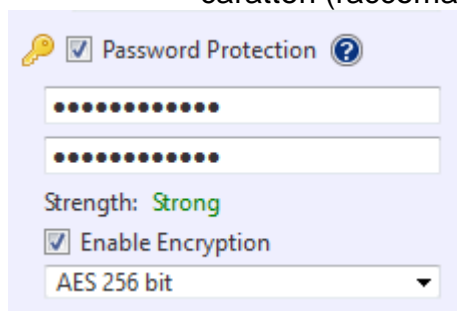 Password Protection
●●●●●●●●●●●●
●●●●●●●●●●●●
Strength: Strong
Enable Encryption
AES 256 bit